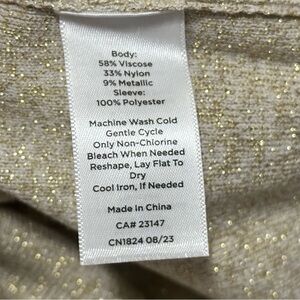 Body:
58% Viscose
33% Nylon
9% Metallic
Sleeve:
100% Polyester
Machine Wash Cold
Gentle Cycle
Only Non-Chlorine
Bleach When Needed
Reshape, Lay Flat To
Dry
Cool Iron, If Needed
Made in China
CA# 23147
CN1824 08/23